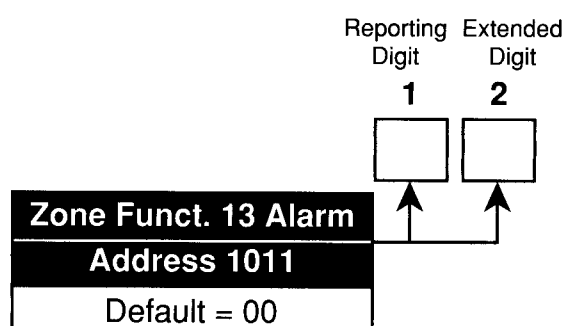 Reporting Extended
Digit Digit
1 2
Zone Funct. 13 Alarm
Address 1011
Default = 00